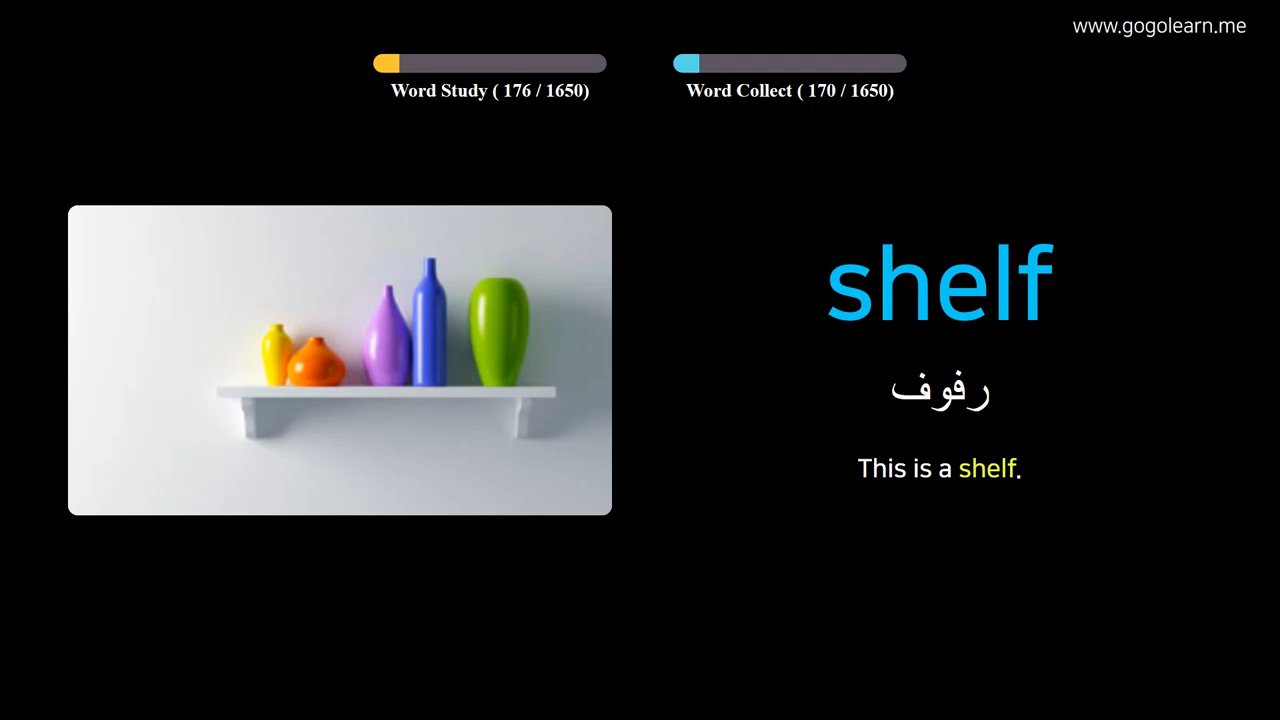 www.gogolearn.me
Word Study ( 176 / 1650)
Word Collect ( 170 / 1650)
shelf
رفوف
This is a shelf.